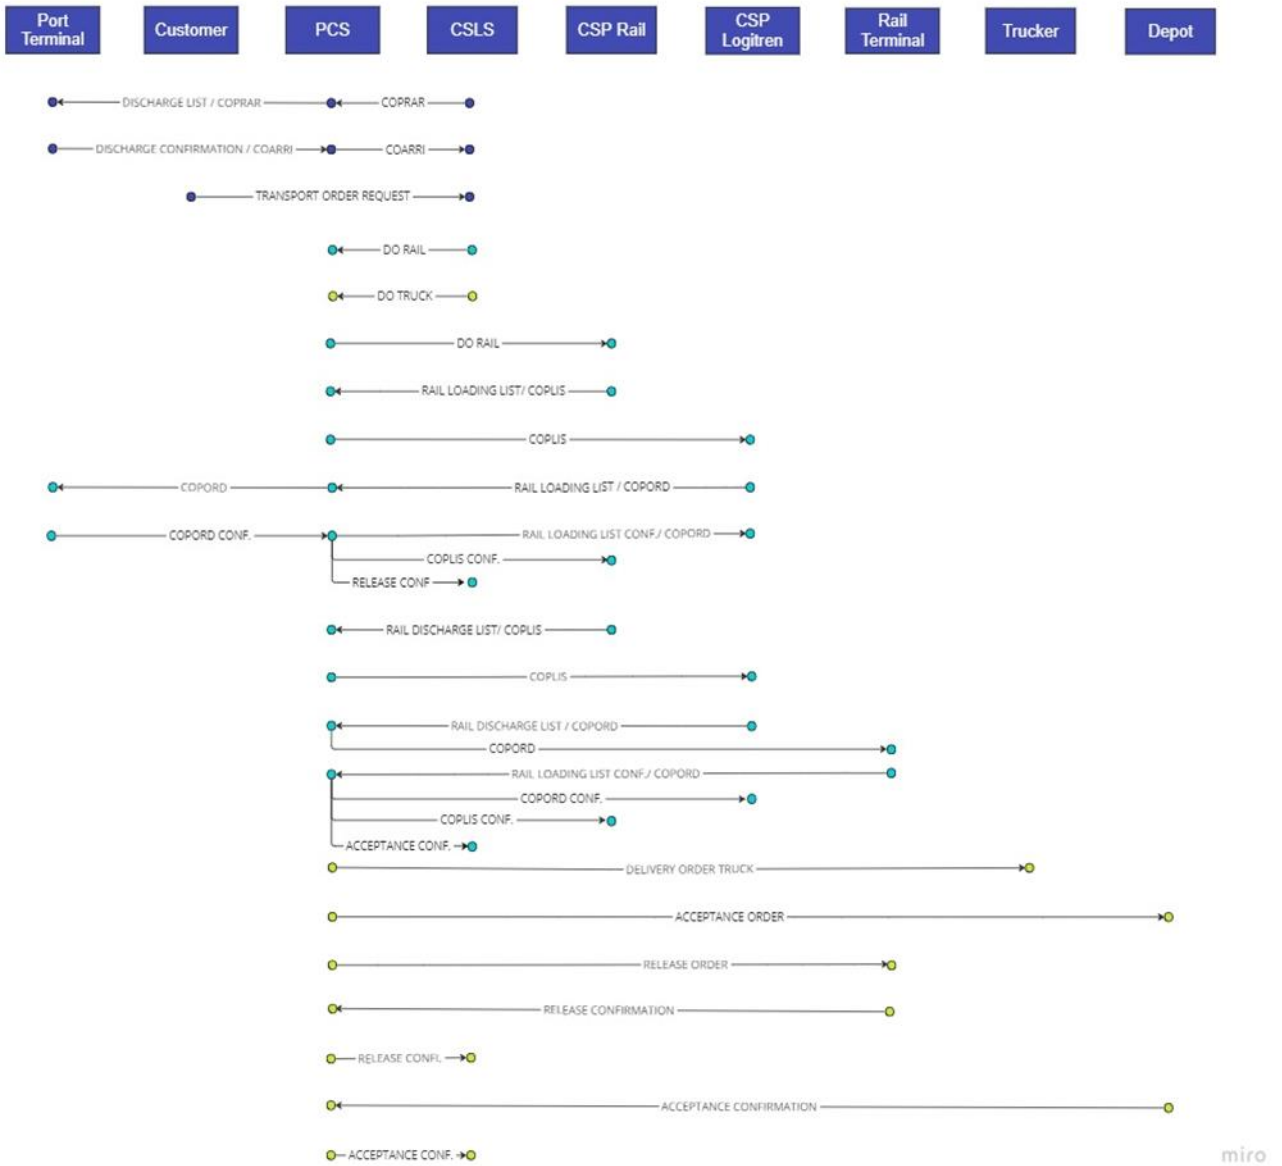 Port Terminal
Customer
PCS
CSLS
CSP Rail
CSP Logitren
Rail Terminal
Trucker
Depot
DISCHARGE LIST / COPRAR
COPRAR
DISCHARGE CONFIRMATION / COARRI
COARRI
TRANSPORT ORDER REQUEST
DO RAIL
DO TRUCK
DO RAIL
RAIL LOADING LIST/ COPLIS
COPLIS
COPORD
RAIL LOADING LIST / COPORD
COPORD CONF.
RAIL LOADING LIST CONF./ COPORD
COPLIS CONF.
RELEASE CONF
RAIL DISCHARGE LIST/ COPLIS
COPLIS
RAIL DISCHARGE LIST / COPORD
COPORD
RAIL LOADING LIST CONF./ COPORD
COPORD CONF.
COPLIS CONF.
ACCEPTANCE CONF.
DELIVERY ORDER TRUCK
ACCEPTANCE ORDER
RELEASE ORDER
RELEASE CONFIRMATION
RELEASE CONFI.
ACCEPTANCE CONFIRMATION
ACCEPTANCE CONF.
miro